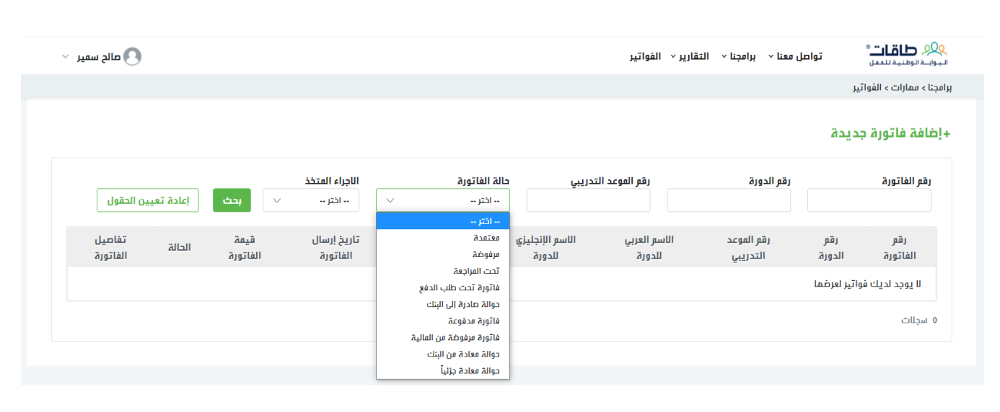 طاقات®
البوابة الوطنية للعمل
تواصل معنا برامجنا التقارير الفواتير
صالح سمير
برامجنا > مهارات > الفواتير
+إضافة فاتورة جديدة
رقم الفاتورة رقم الدورة رقم الموعد التدريبي حالة الفاتورة الاجراء المتخذ
-- اختر -- -- اختر -- بحث إعادة تعيين الحقول
-- اختر --
معتمدة
مرفوضة
تحت المراجعة
فاتورة تحت طلب الدفع
حوالة صادرة إلى البنك
فاتورة مدفوعة
فاتورة مرفوضة من المالية
حوالة معادة من البنك
حوالة معادة جزئياً
رقم الفاتورة
رقم الدورة
رقم الموعد التدريبي
الاسم العربي للدورة
الاسم الإنجليزي للدورة
تاريخ إرسال الفاتورة
قيمة الفاتورة
الحالة
تفاصيل الفاتورة
لا يوجد لديك فواتير لعرضها
0 سجلات